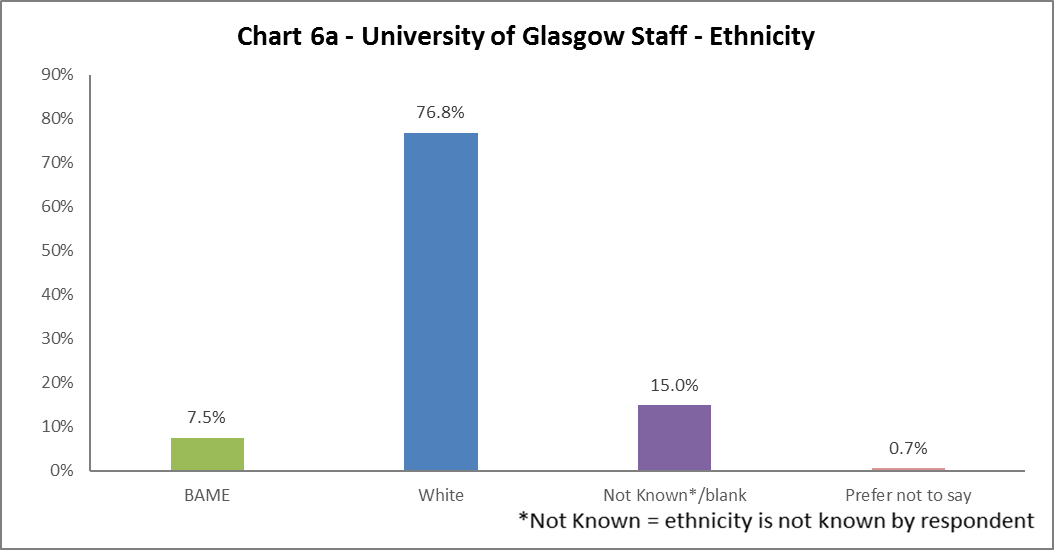 Chart 6a - University of Glasgow Staff - Ethnicity
90%
80%
70%
60%
50%
40%
30%
20%
10%
0%
7.5%
76.8%
15.0%
0.7%
BAME
White
Not Known*/blank
Prefer not to say
*Not Known = ethnicity is not known by respondent